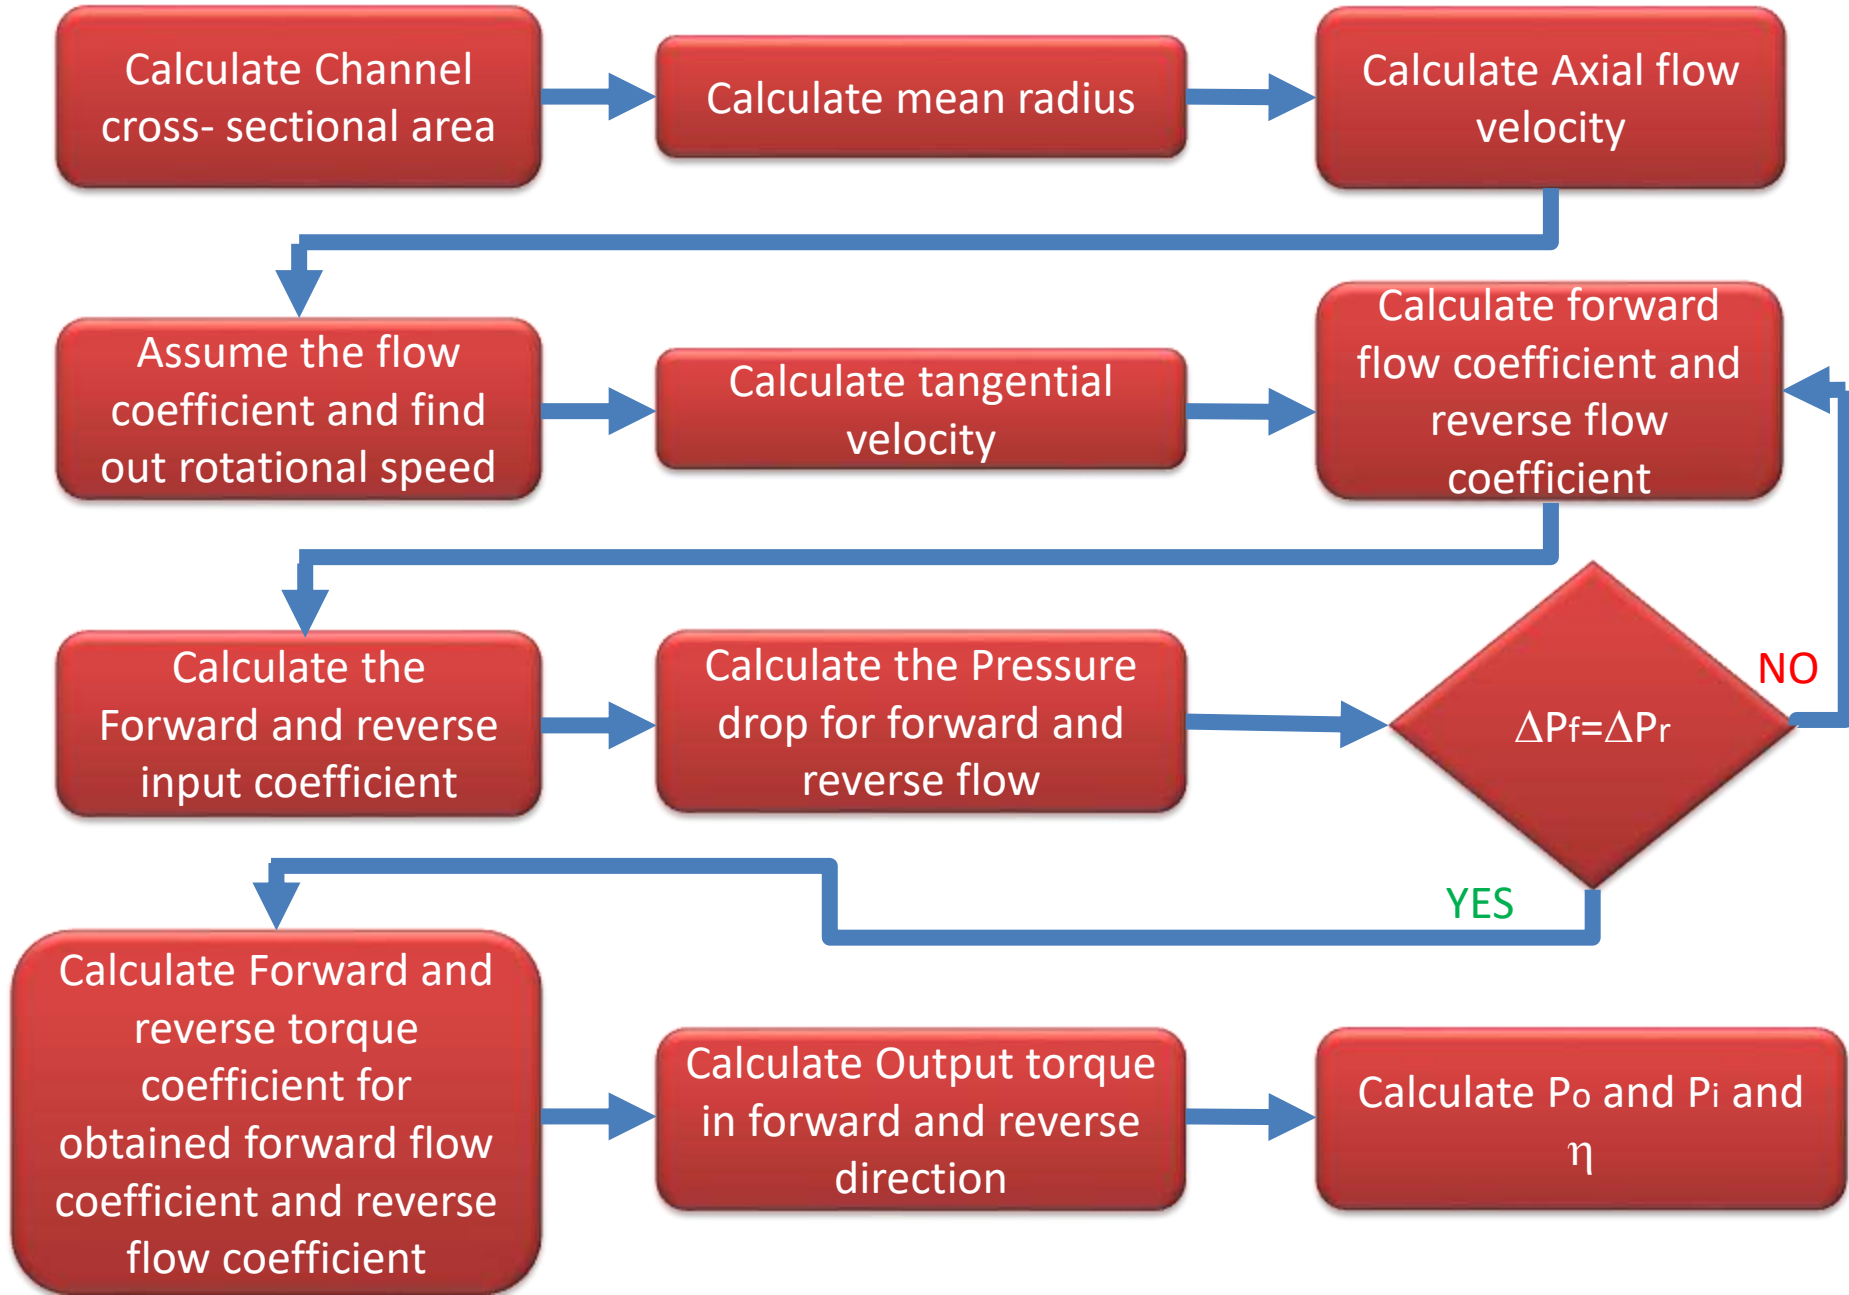 Calculate Channel
cross- sectional area
Calculate mean radius
Calculate Axial flow
velocity
Assume the flow
coefficient and find
out rotational speed
Calculate tangential
velocity
Calculate forward
flow coefficient and
reverse flow
coefficient
Calculate the
Forward and reverse
input coefficient
Calculate the Pressure
drop for forward and
reverse flow
ΔPf=ΔPr
NO
YES
Calculate Forward and
reverse torque
coefficient for
obtained forward flow
coefficient and reverse
flow coefficient
Calculate Output torque
in forward and reverse
direction
Calculate Po and Pi and
η